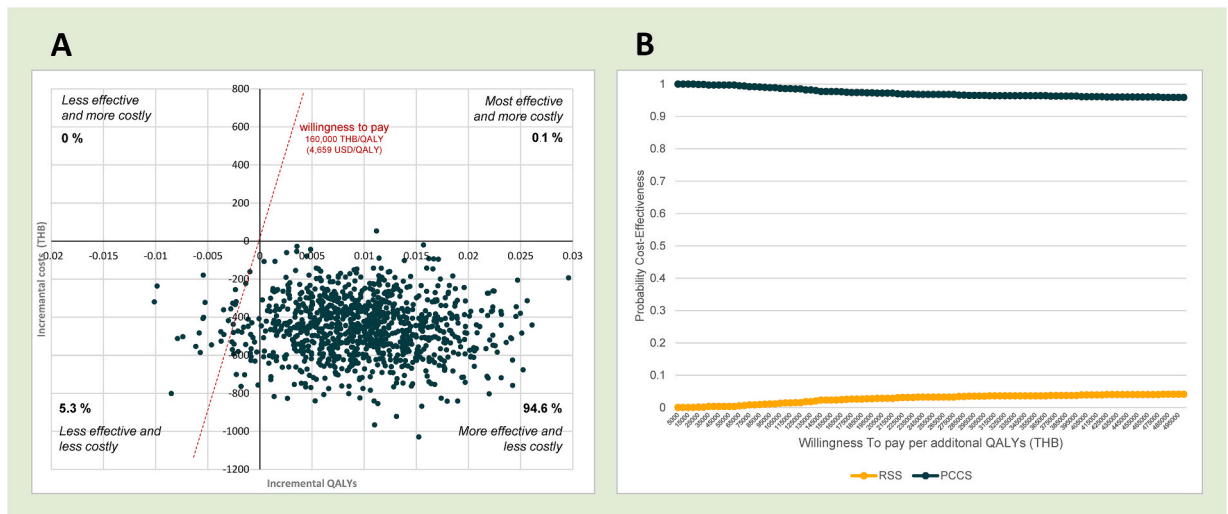 A
Less effective
and more costly
0 %
Most effective
and more costly
0.1 %
willingness to pay
160,000 THB/QALY
(4,659 USD/QALY)
800
600
400
200
0
-200
-400
-600
-800
-1000
-1200
-0.02
-0.01
-0.005
0
0.005
0.01
0.015
0.02
0.025
0.03
Incremental costs (THB)
5.3 %
Less effective and
less costly
94.6 %
More effective and
less costly
Incremental QALYs
B
1
0.9
0.8
0.7
0.6
0.5
0.4
0.3
0.2
0.1
0
Probability Cost-Effectiveness
Willingness To pay per additonal QALYs (THB)
RSS
PCCS